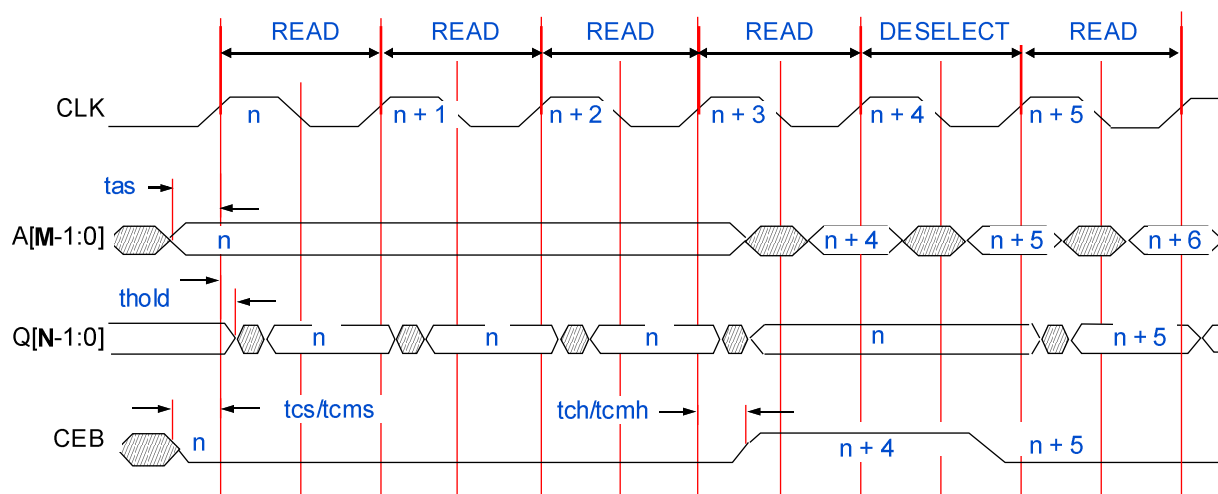 READ READ READ READ DESELECT READ
CLK n n + 1 n + 2 n + 3 n + 4 n + 5
tas
A[M-1:0] n n + 4 n + 5 n + 6
thold
Q[N-1:0] n n n n n + 5
tcs/tcms tch/tcmh
CEB n n + 4 n + 5